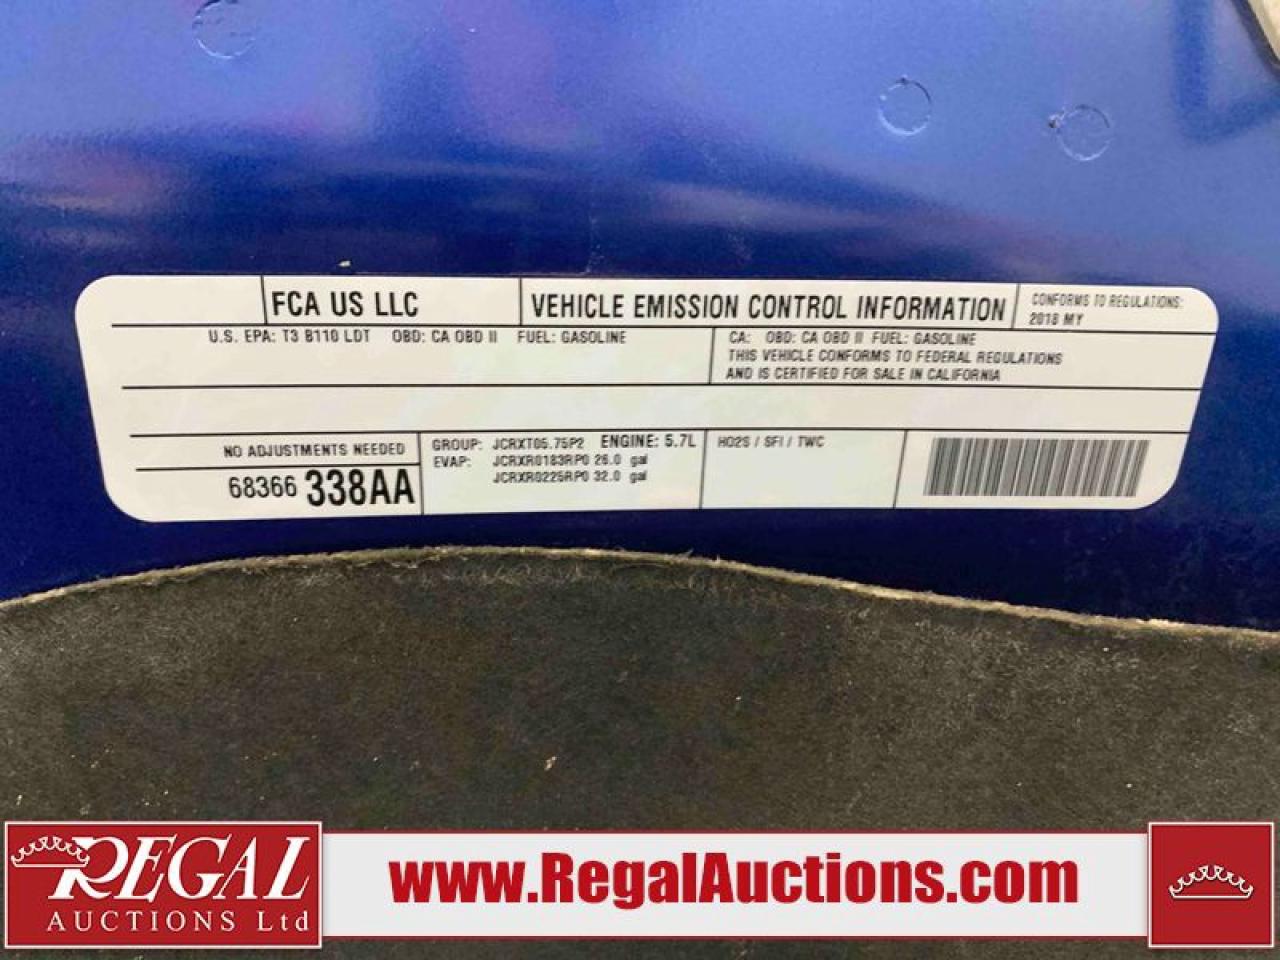 FCA US LLC
VEHICLE EMISSION CONTROL INFORMATION
CONFORMS TO REGULATIONS:
2018 MY
U.S. EPA: T3 B110 LDT OBD: CA OBD II FUEL: GASOLINE
CA: OBD: CA OBD II FUEL: GASOLINE
THIS VEHICLE CONFORMS TO FEDERAL REGULATIONS
AND IS CERTIFIED FOR SALE IN CALIFORNIA
NO ADJUSTMENTS NEEDED
68366 338AA
GROUP: JCRXT05.75P2 ENGINE: 5.7L
EVAP: JCRXR0183RP0 26.0 gal
JCRXR0225RP0 32.0 gal
HO2S / SFI / TWC
REGAL
AUCTIONS Ltd
www.RegalAuctions.com